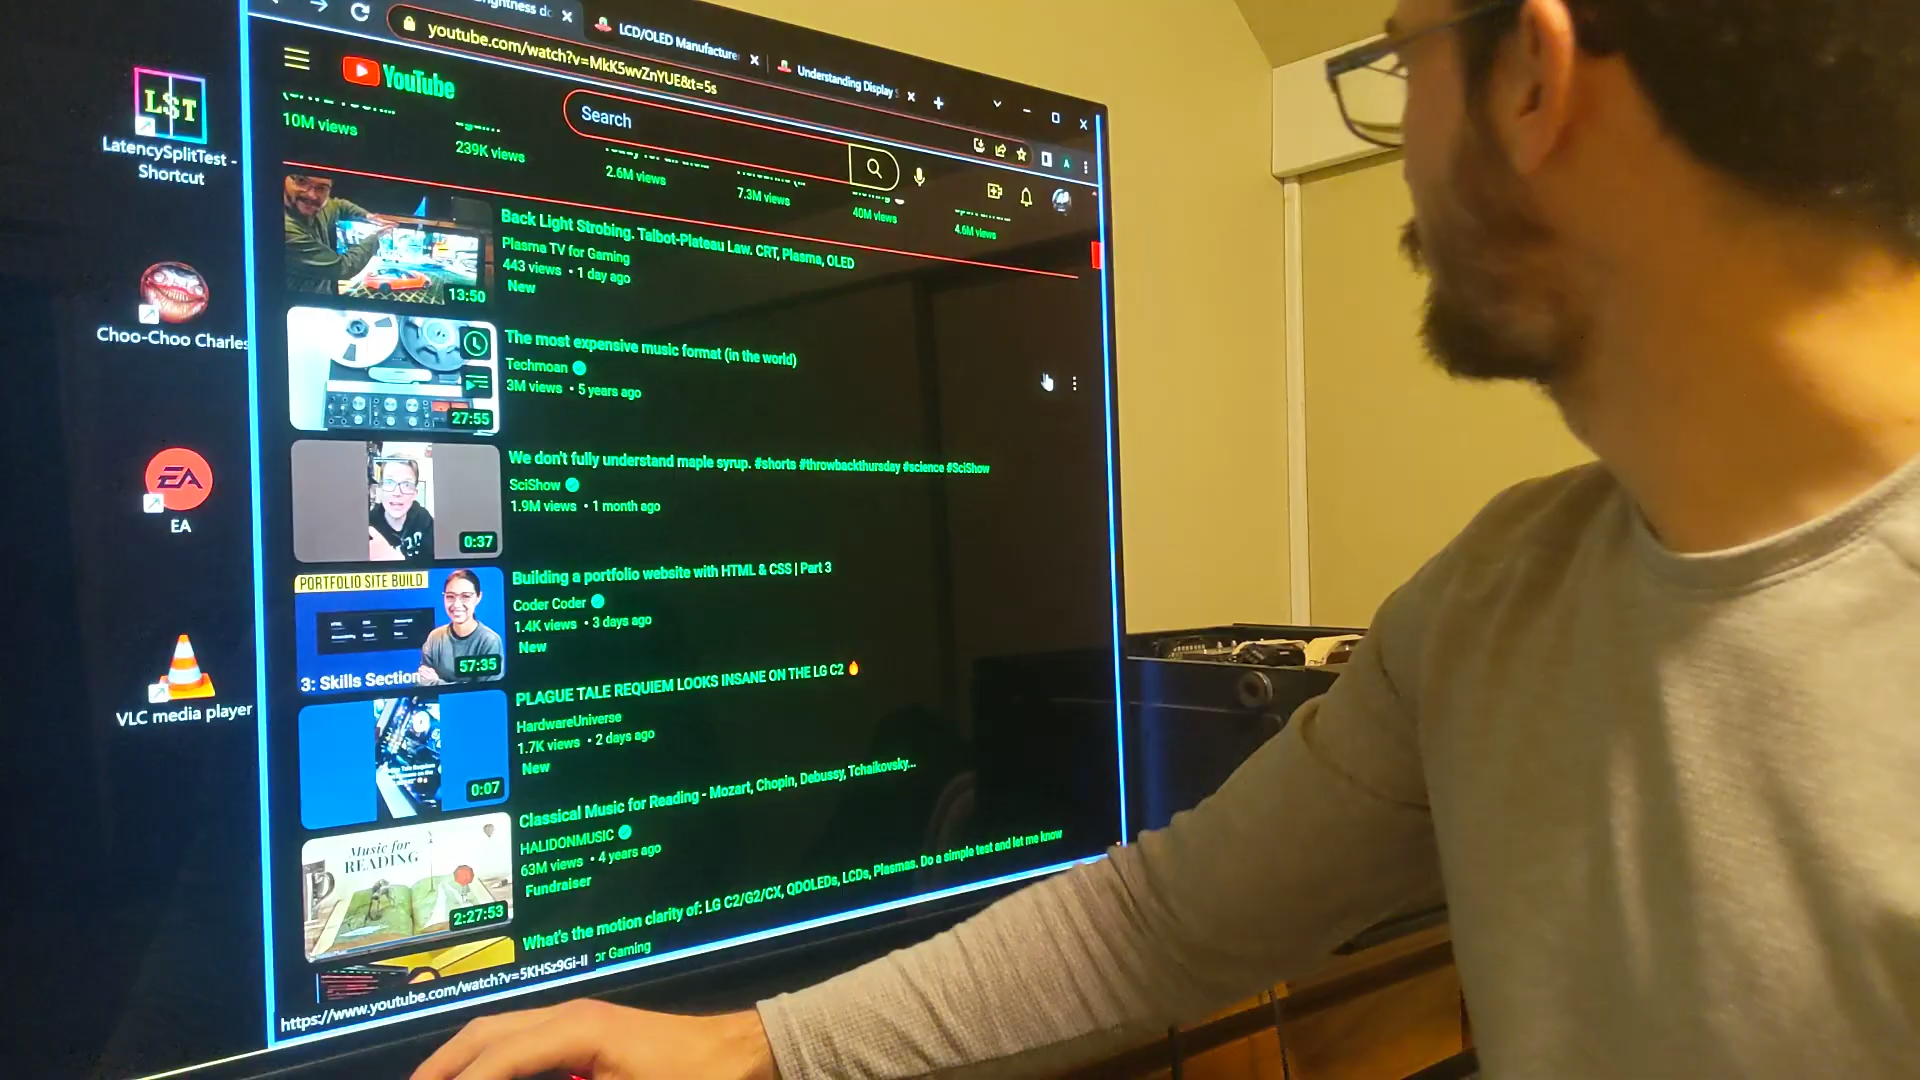 LCD/OLED Manufacture
Understanding Display
youtube.com/watch?v=MkK5wvZnYUE&t=5s
YouTube
Search
10M views
239K views
2.6M views
7.3M views
40M views
4.6M views
LST
LatencySplitTest -
Shortcut
Choo-Choo Charles
EA
EA
VLC media player
Back Light Strobing. Talbot-Plateau Law. CRT, Plasma, OLED
Plasma TV for Gaming
443 views • 1 day ago
New
13:50
The most expensive music format (in the world)
Techmoan
3M views • 5 years ago
27:55
We don't fully understand maple syrup. #shorts #throwbackthursday #science #SciShow
SciShow
1.9M views • 1 month ago
0:37
PORTFOLIO SITE BUILD
3: Skills Section
57:35
Building a portfolio website with HTML & CSS | Part 3
Coder Coder
1.4K views • 3 days ago
New
PLAGUE TALE REQUIEM LOOKS INSANE ON THE LG C2 🔥
HardwareUniverse
1.7K views • 2 days ago
New
0:07
Classical Music for Reading - Mozart, Chopin, Debussy, Tchaikovsky...
HALIDONMUSIC
63M views • 4 years ago
Fundraiser
Music for
READING
2:27:53
What's the motion clarity of: LG C2/G2/CX, QDOLEDs, LCDs, Plasmas. Do a simple test and let me know
or Gaming
https://www.youtube.com/watch?v=5KHSz9Gi-lI